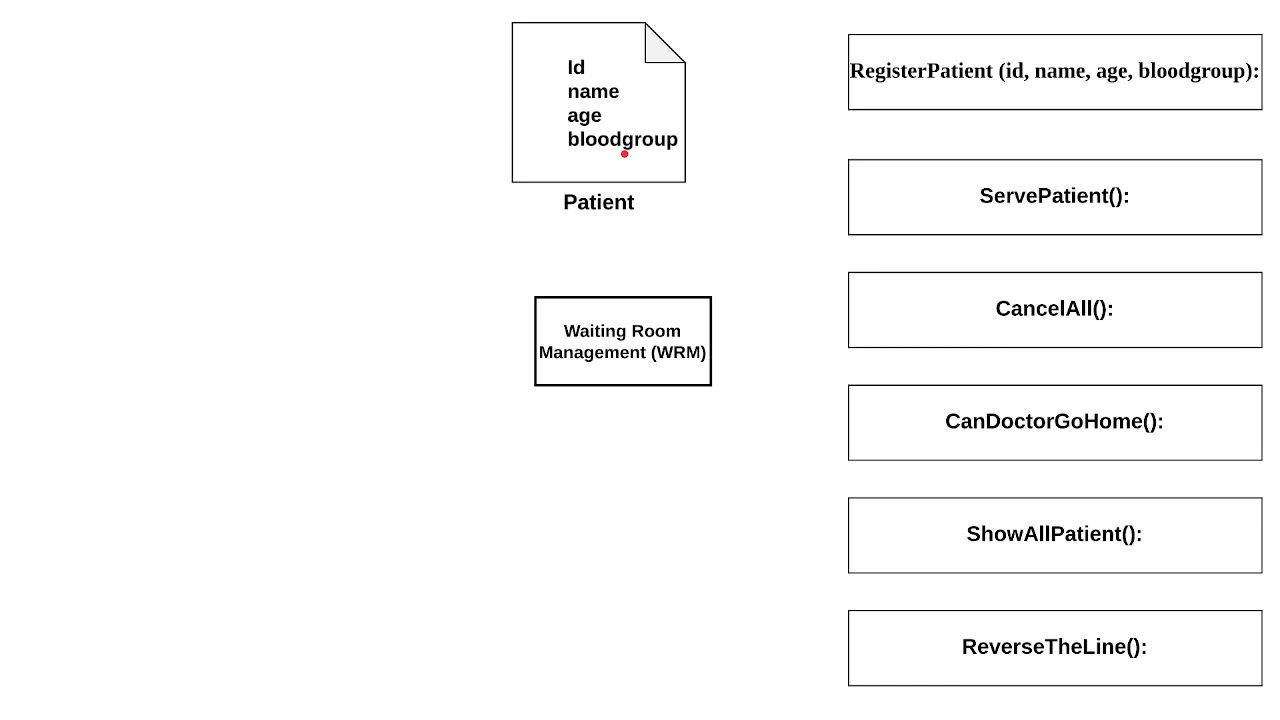 Id
name
age
bloodgroup
Patient
Waiting Room
Management (WRM)
RegisterPatient (id, name, age, bloodgroup):
ServePatient():
CancelAll():
CanDoctorGoHome():
ShowAllPatient():
ReverseTheLine():